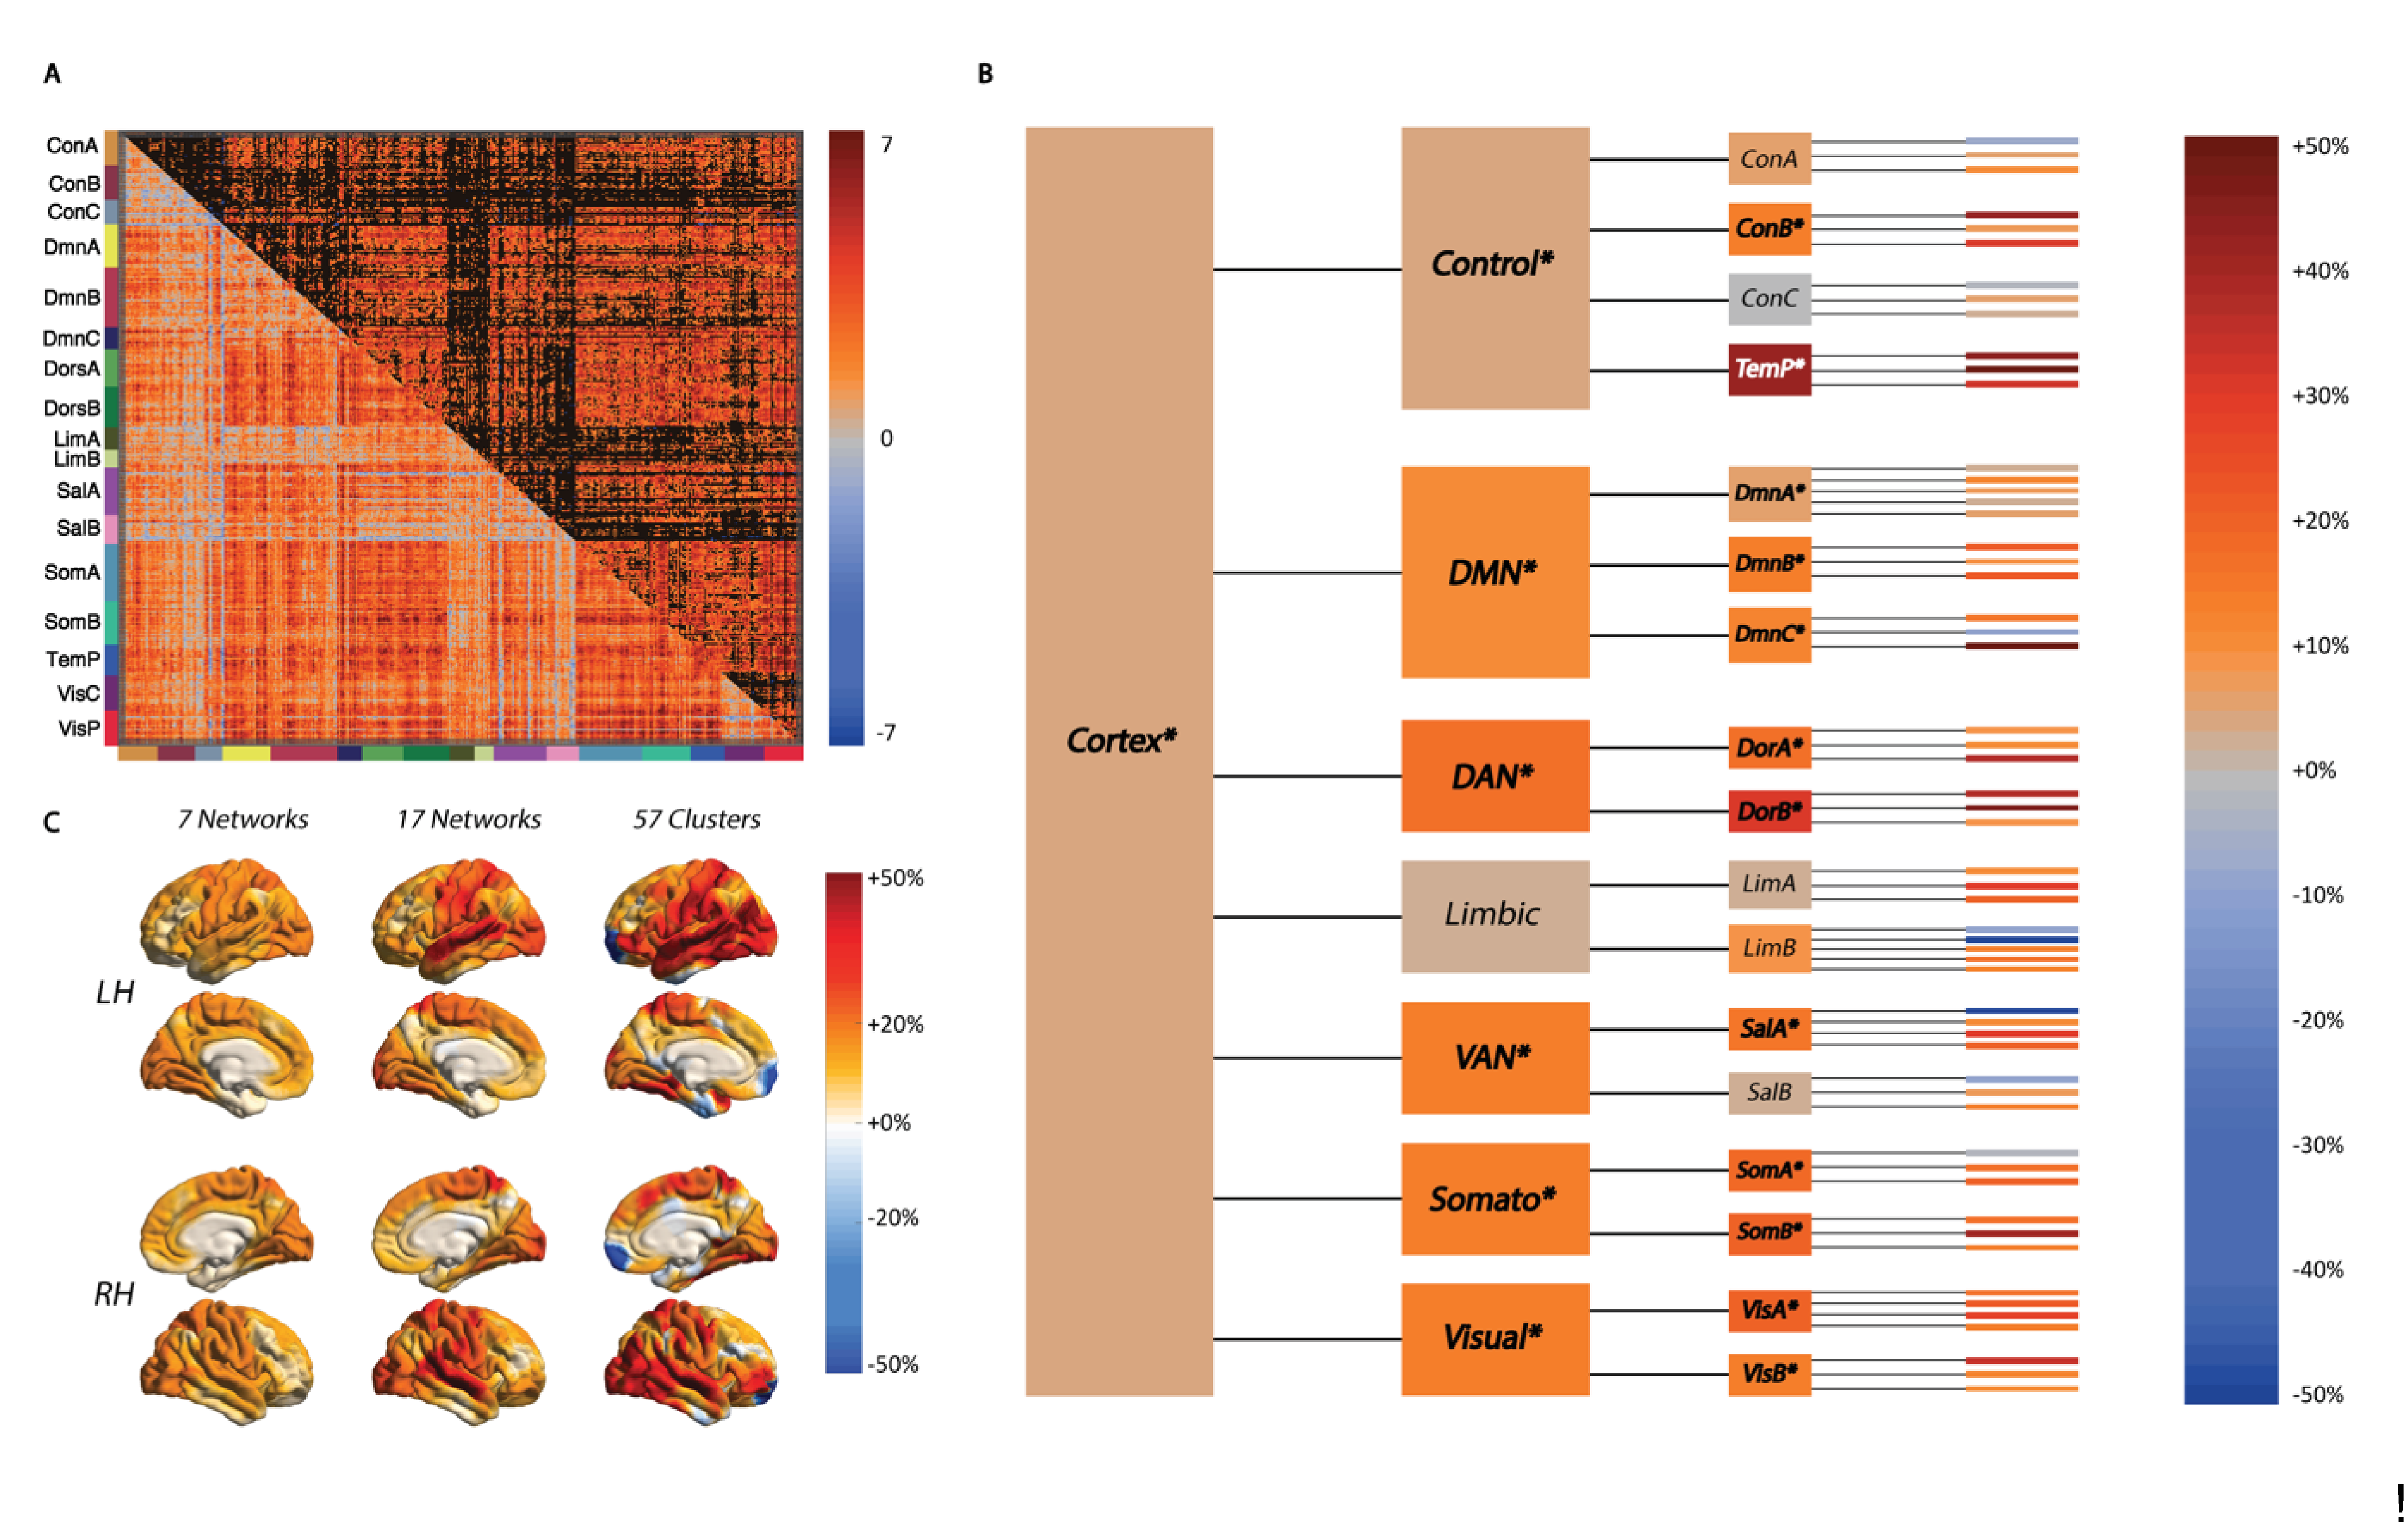 A
ConA
ConB
ConC
DmnA
DmnB
DmnC
DorsA
DorsB
LimA
LimB
SalA
SalB
SomA
SomB
TemP
VisC
VisP
7
0
-7
B
Cortex*
Control*
DMN*
DAN*
Limbic
VAN*
Somato*
Visual*
ConA
ConB*
ConC
TemP*
DmnA*
DmnB*
DmnC*
DorA*
DorB*
LimA
LimB
SalA*
SalB
SomA*
SomB*
VisA*
VisB*
+50%
+40%
+30%
+20%
+10%
+0%
-10%
-20%
-30%
-40%
-50%
C
7 Networks 17 Networks 57 Clusters
LH
RH
+50%
+20%
+0%
-20%
-50%
!